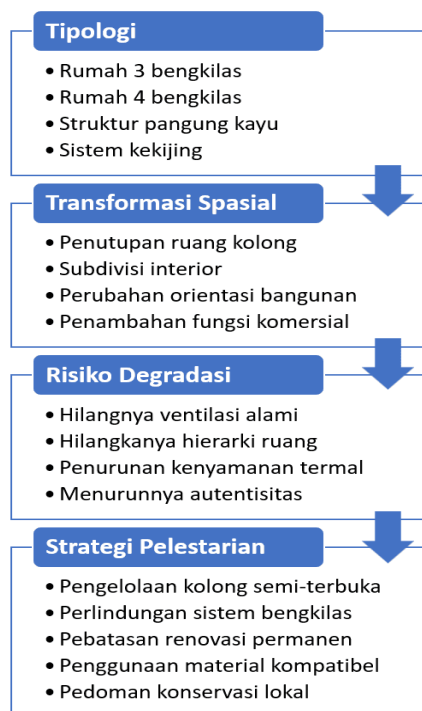 Tipologi
• Rumah 3 bengkilas
• Rumah 4 bengkilas
• Struktur pangung kayu
• Sistem kekijing
Transformasi Spasial
• Penutupan ruang kolong
• Subdivisi interior
• Perubahan orientasi bangunan
• Penambahan fungsi komersial
Risiko Degradasi
• Hilangnya ventilasi alami
• Hilangkanya hierarki ruang
• Penurunan kenyamanan termal
• Menurunnya autentisitas
Strategi Pelestarian
• Pengelolaan kolong semi-terbuka
• Perlindungan sistem bengkilas
• Pebatasan renovasi permanen
• Penggunaan material kompatibel
• Pedoman konservasi lokal